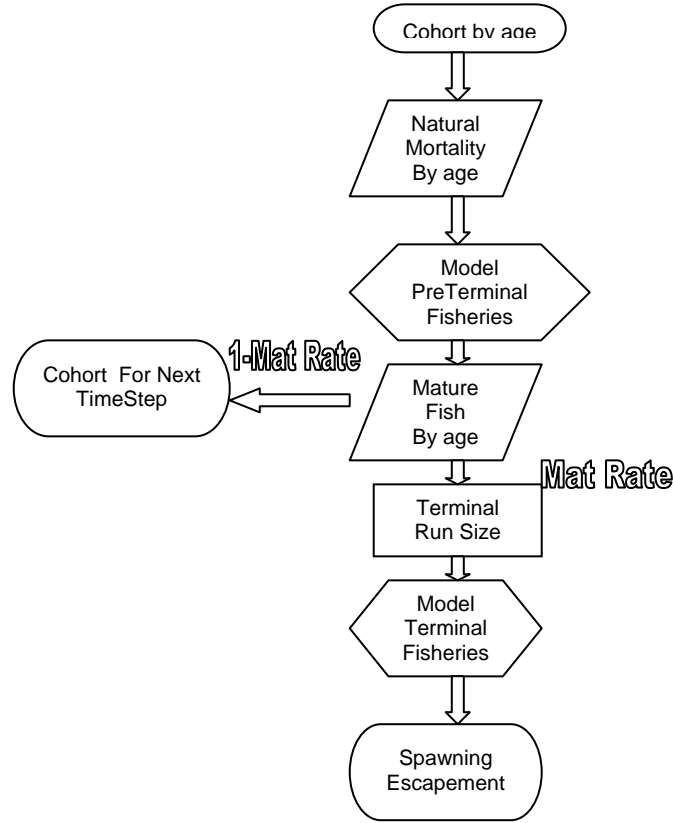 Cohort by age
Natural
Mortality
By age
Model
PreTerminal
Fisheries
1-Mat Rate
Cohort For Next
TimeStep
Mature
Fish
By age
Mat Rate
Terminal
Run Size
Model
Terminal
Fisheries
Spawning
Escapement